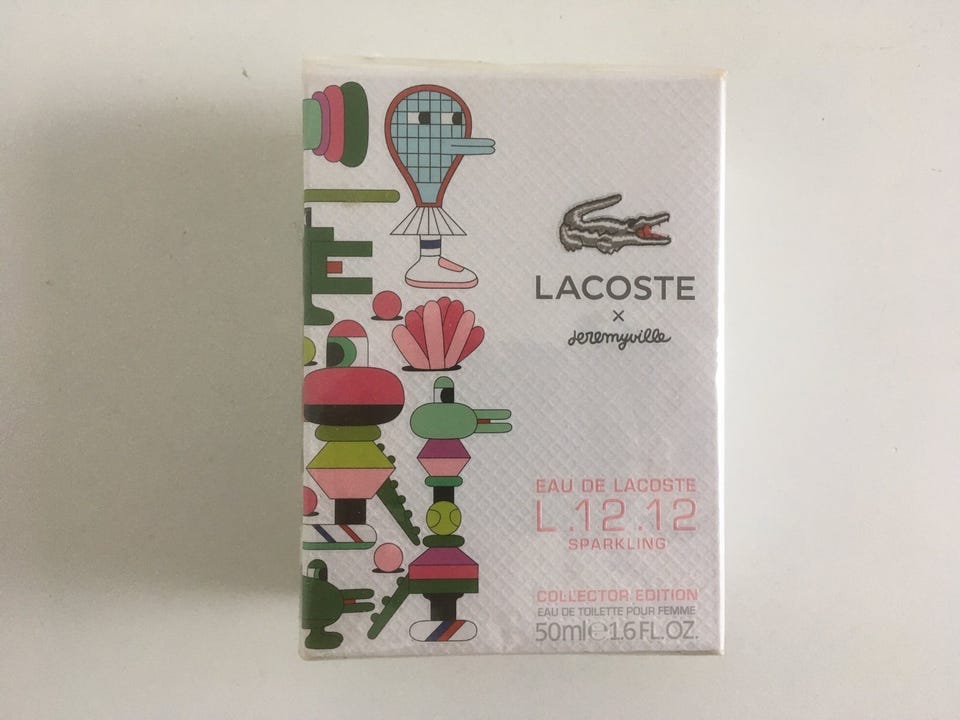 LACOSTE
x
Jeremyville
EAU DE LACOSTE
L.12.12
SPARKLING
COLLECTOR EDITION
EAU DE TOILETTE POUR FEMME
50ml℮1.6 FL.OZ.